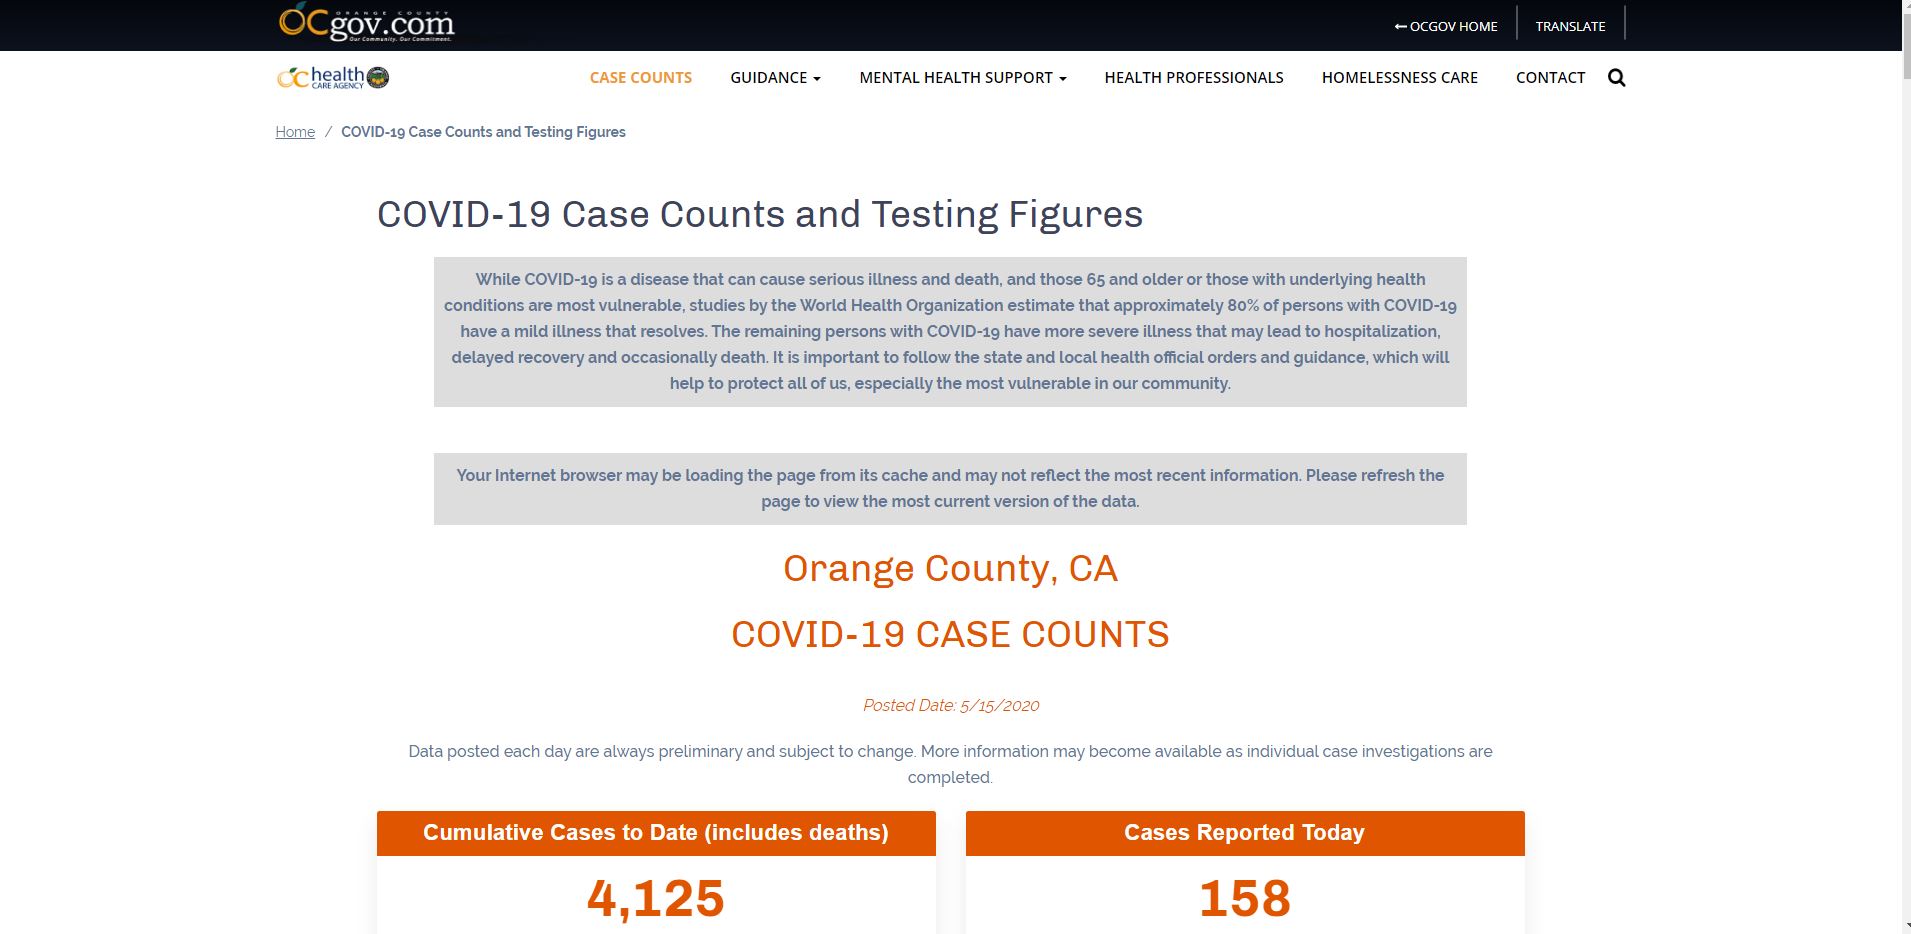 ORANGE COUNTY
OCgov.com
Our Community. Our Commitment.
OCGOV HOME
TRANSLATE
OC health
CARE AGENCY
CASE COUNTS
GUIDANCE
MENTAL HEALTH SUPPORT
HEALTH PROFESSIONALS
HOMELESSNESS CARE
CONTACT
Home / COVID-19 Case Counts and Testing Figures
COVID-19 Case Counts and Testing Figures
While COVID-19 is a disease that can cause serious illness and death, and those 65 and older or those with underlying health
conditions are most vulnerable, studies by the World Health Organization estimate that approximately 80% of persons with COVID-19
have a mild illness that resolves. The remaining persons with COVID-19 have more severe illness that may lead to hospitalization,
delayed recovery and occasionally death. It is important to follow the state and local health official orders and guidance, which will
help to protect all of us, especially the most vulnerable in our community.
Your Internet browser may be loading the page from its cache and may not reflect the most recent information. Please refresh the
page to view the most current version of the data.
Orange County, CA
COVID-19 CASE COUNTS
Posted Date: 5/15/2020
Data posted each day are always preliminary and subject to change. More information may become available as individual case investigations are
completed.
Cumulative Cases to Date (includes deaths)
4,125
Cases Reported Today
158